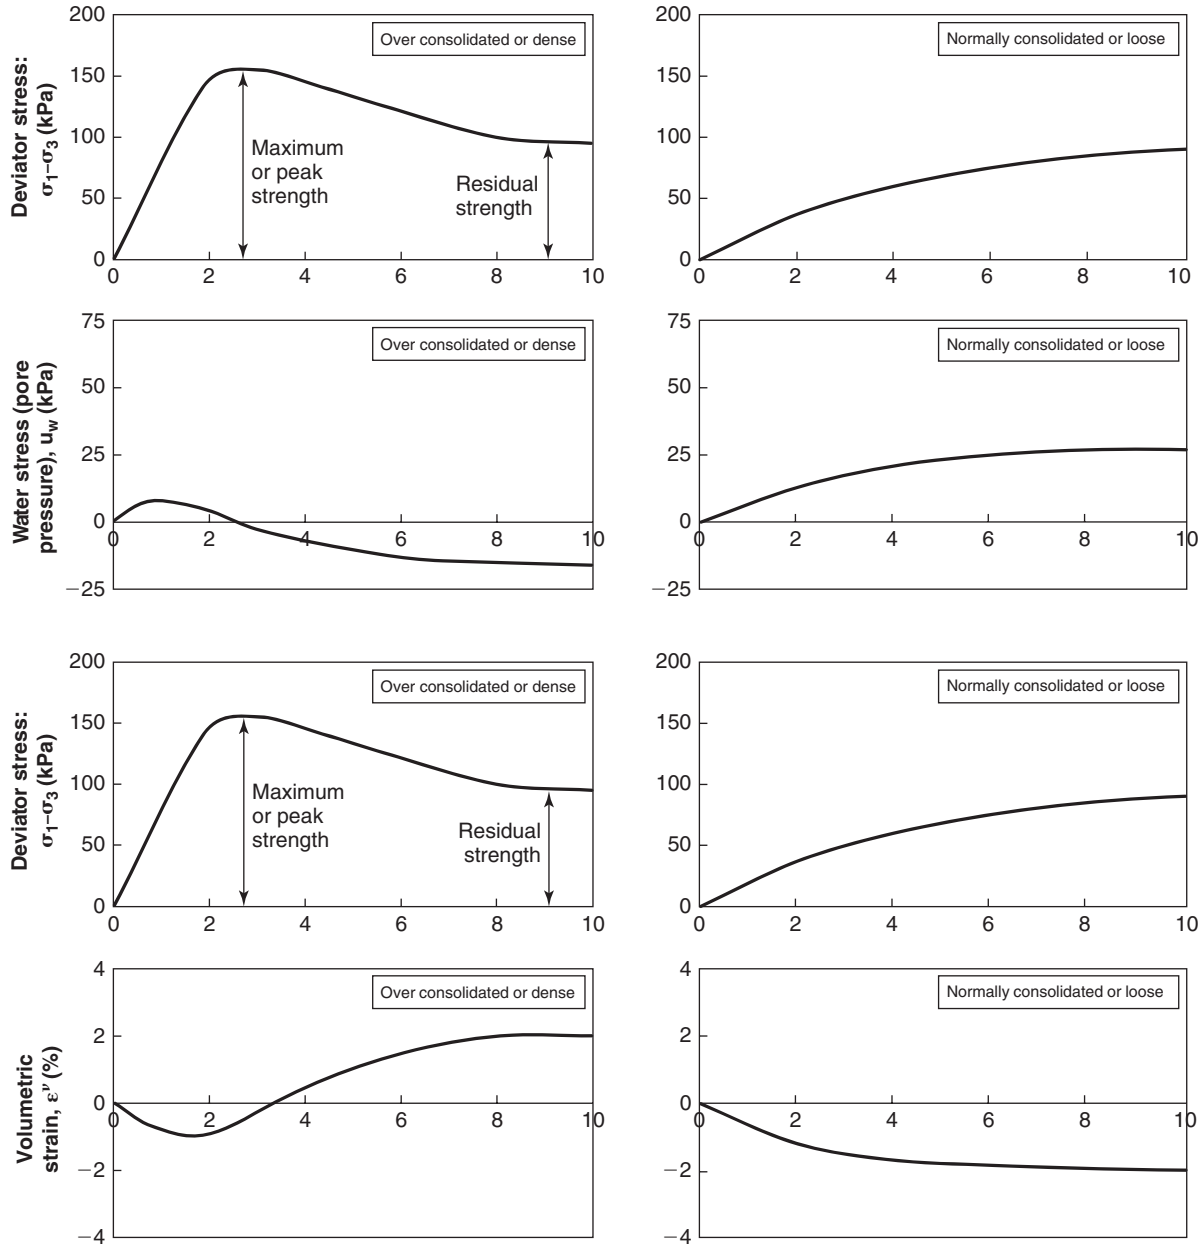 Deviator stress:
σ₁–σ₃ (kPa)
200
150
100
50
0
Over consolidated or dense
Maximum
or peak
strength
Residual
strength
0 2 4 6 8 10
200
150
100
50
0
Normally consolidated or loose
0 2 4 6 8 10
Water stress (pore
pressure), u_w (kPa)
75
50
25
0
−25
Over consolidated or dense
0 2 4 6 8 10
75
50
25
0
−25
Normally consolidated or loose
0 2 4 6 8 10
Deviator stress:
σ₁–σ₃ (kPa)
200
150
100
50
0
Over consolidated or dense
Maximum
or peak
strength
Residual
strength
0 2 4 6 8 10
200
150
100
50
0
Normally consolidated or loose
0 2 4 6 8 10
Volumetric
strain, εᵛ (%)
4
2
0
−2
−4
Over consolidated or dense
0 2 4 6 8 10
4
2
0
−2
−4
Normally consolidated or loose
0 2 4 6 8 10